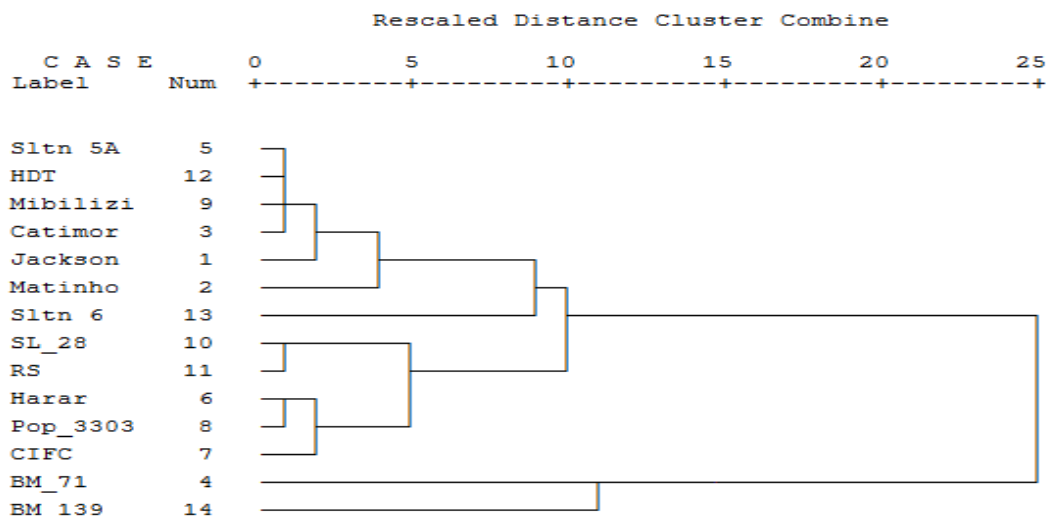 Rescaled Distance Cluster Combine
C A S E 0 5 10 15 20 25
Label Num +---------+---------+---------+---------+---------+
Sltn 5A 5
HDT 12
Mibilizi 9
Catimor 3
Jackson 1
Matinho 2
Sltn 6 13
SL_28 10
RS 11
Harar 6
Pop_3303 8
CIFC 7
BM_71 4
BM 139 14